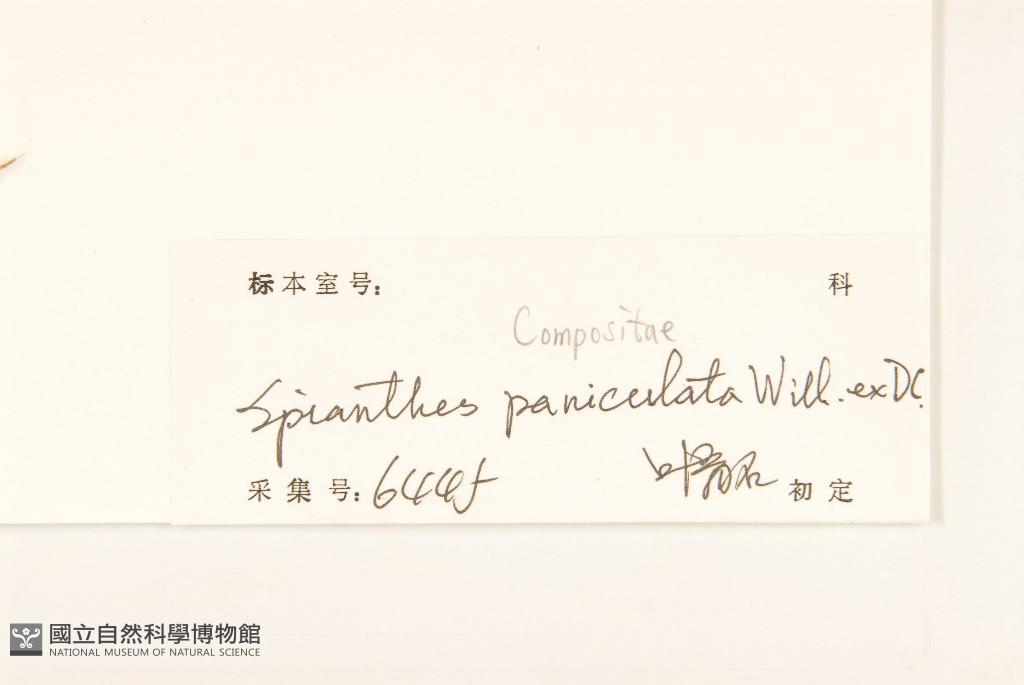 标本室号: 科
Compositae
Spianthes paniculata Will. ex DC.
采集号: 初定
國立自然科學博物館
NATIONAL MUSEUM OF NATURAL SCIENCE